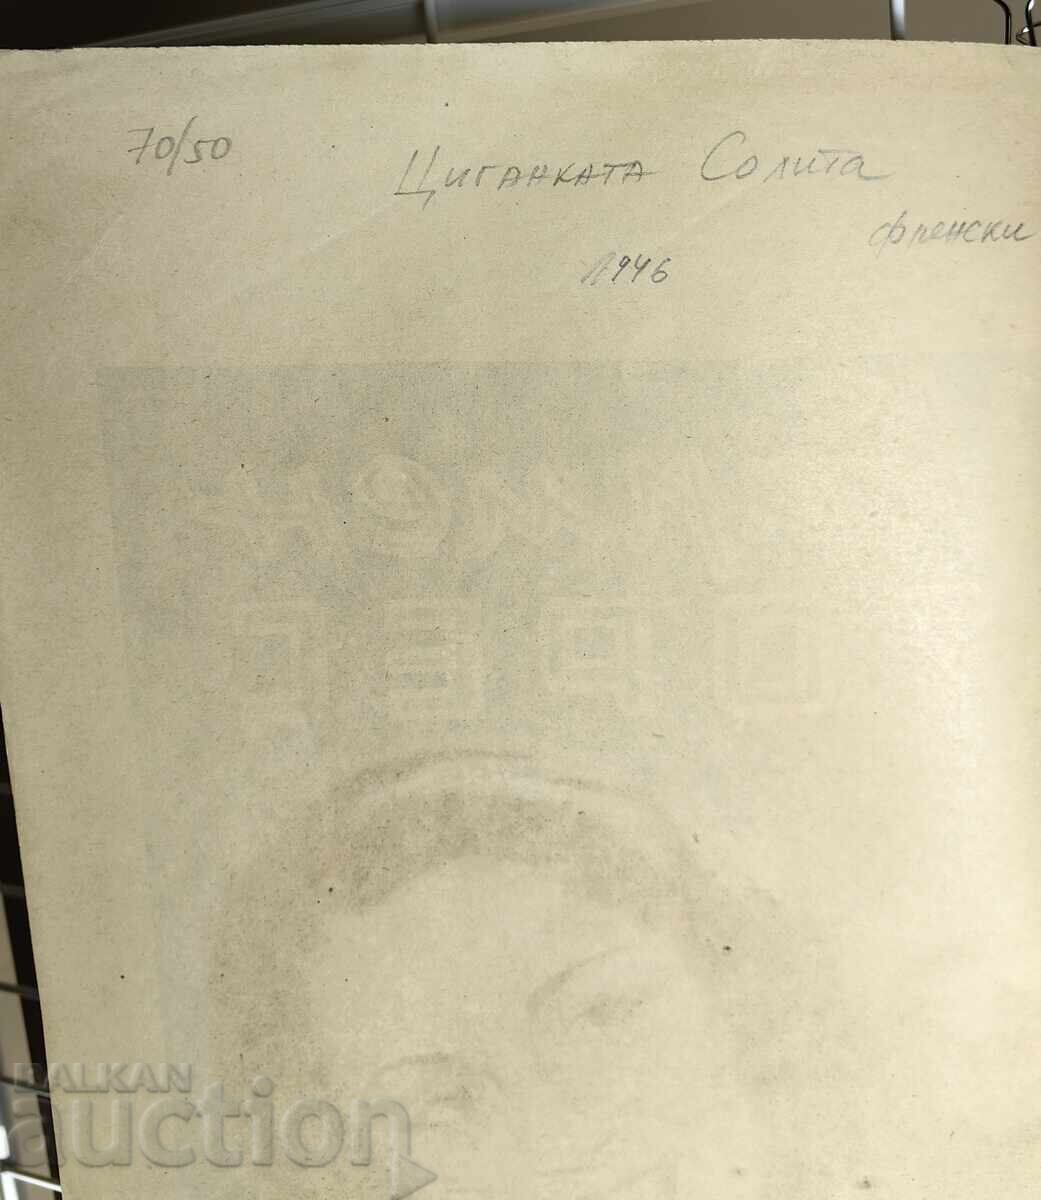 70/50
Циганката Солита
френски
1946
BALKAN
auction